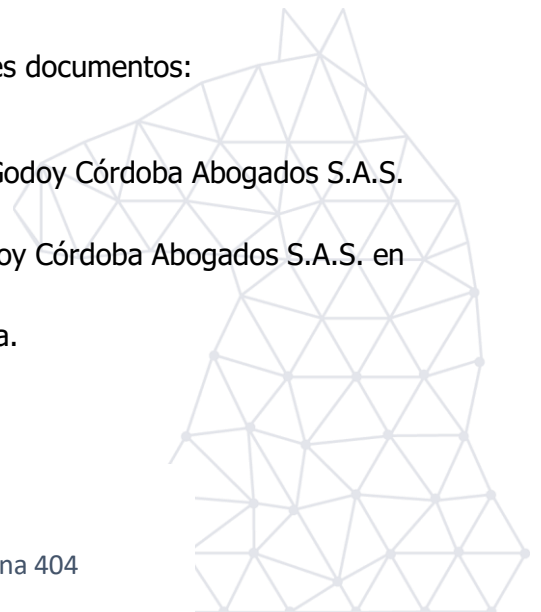 es documentos:
Godoy Córdoba Abogados S.A.S.
oy Córdoba Abogados S.A.S. en
a.
na 404